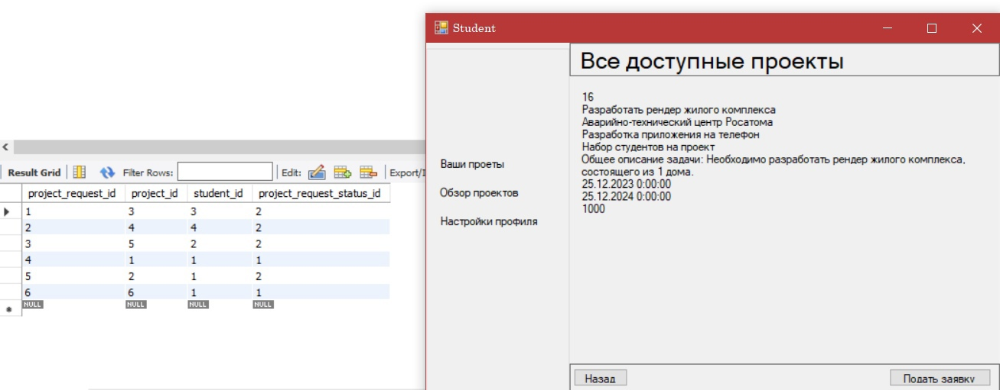 Student
Все доступные проекты
16
Разработать рендер жилого комплекса
Аварийно-технический центр Росатома
Разработка приложения на телефон
Набор студентов на проект
Общее описание задачи: Необходимо разработать рендер жилого комплекса,
состоящего из 1 дома.
25.12.2023 0:00:00
25.12.2024 0:00:00
1000
Ваши проеты
Обзор проектов
Настройки профиля
Назад
Подать заявку
Result Grid Filter Rows: Edit: Export/I
project_request_id project_id student_id project_request_status_id
1 3 3 2
2 4 4 2
3 5 2 2
4 1 1 1
5 2 1 2
6 6 1 1
NULL NULL NULL NULL